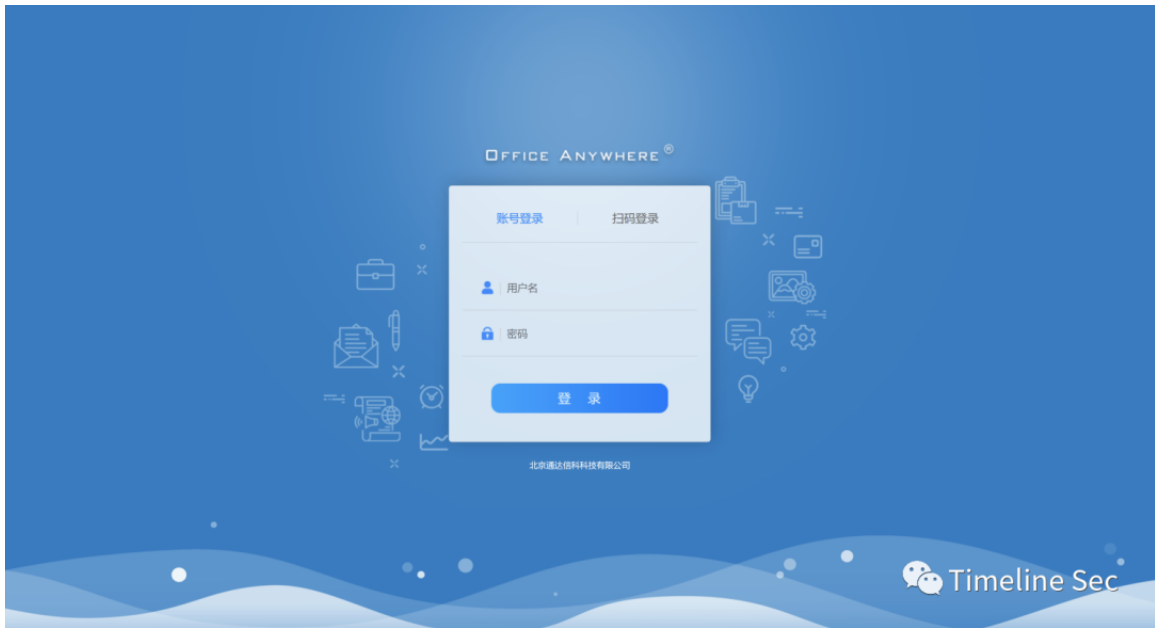 OFFICE ANYWHERE®
账号登录 扫码登录
用户名
密码
登 录
北京通达信科科技有限公司
Timeline Sec